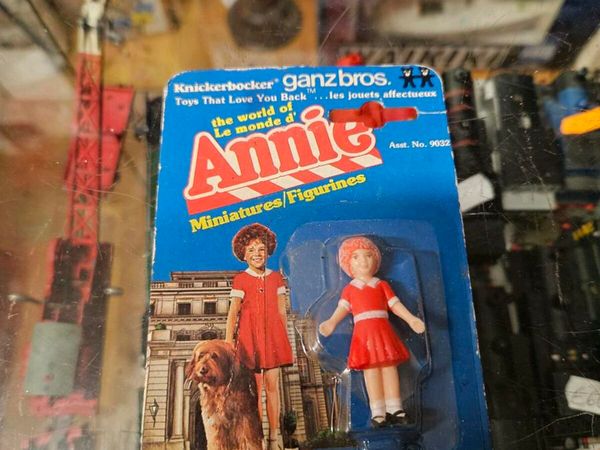 Knickerbocker® ganzbros.™
Toys That Love You Back ...les jouets affectueux
the world of
Le monde d'
Annie
Asst. No. 9032
Miniatures/Figurines